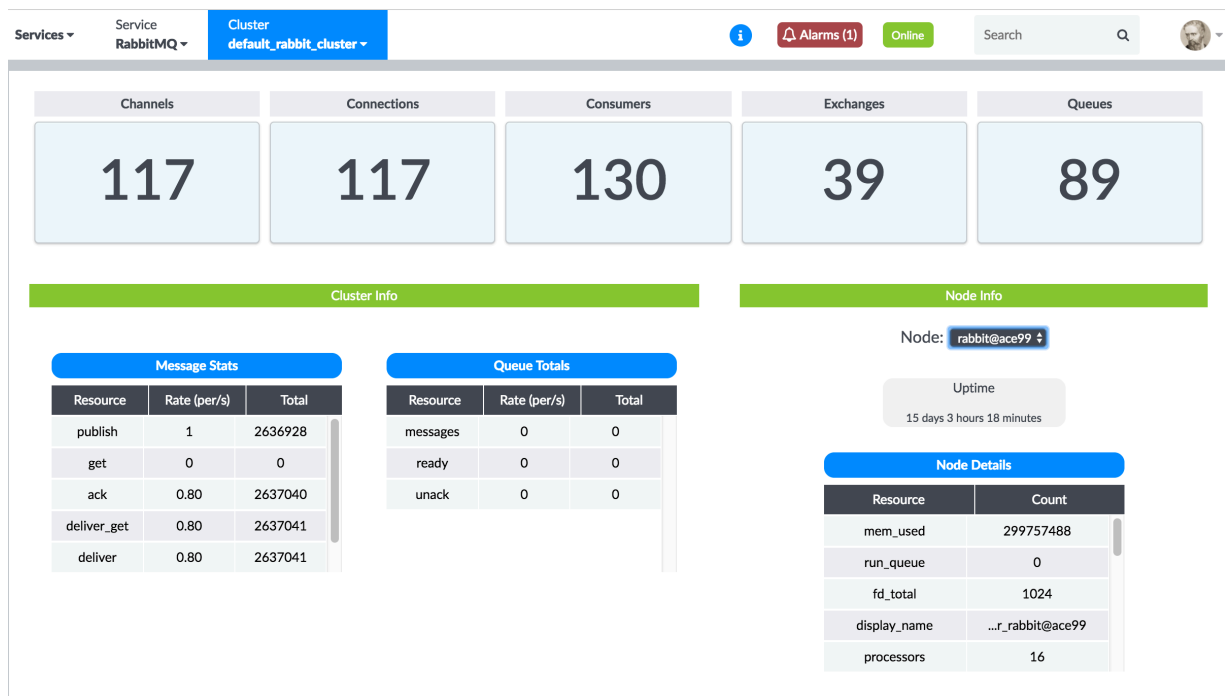 Services
Service
RabbitMQ
Cluster
default_rabbit_cluster
i
Alarms (1)
Online
Search
Channels Connections Consumers Exchanges Queues
117 117 130 39 89
Cluster Info
Message Stats
Resource Rate (per/s) Total
publish 1 2636928
get 0 0
ack 0.80 2637040
deliver_get 0.80 2637041
deliver 0.80 2637041
Queue Totals
Resource Rate (per/s) Total
messages 0 0
ready 0 0
unack 0 0
Node Info
Node: rabbit@ace99
Uptime
15 days 3 hours 18 minutes
Node Details
Resource Count
mem_used 299757488
run_queue 0
fd_total 1024
display_name ...r_rabbit@ace99
processors 16